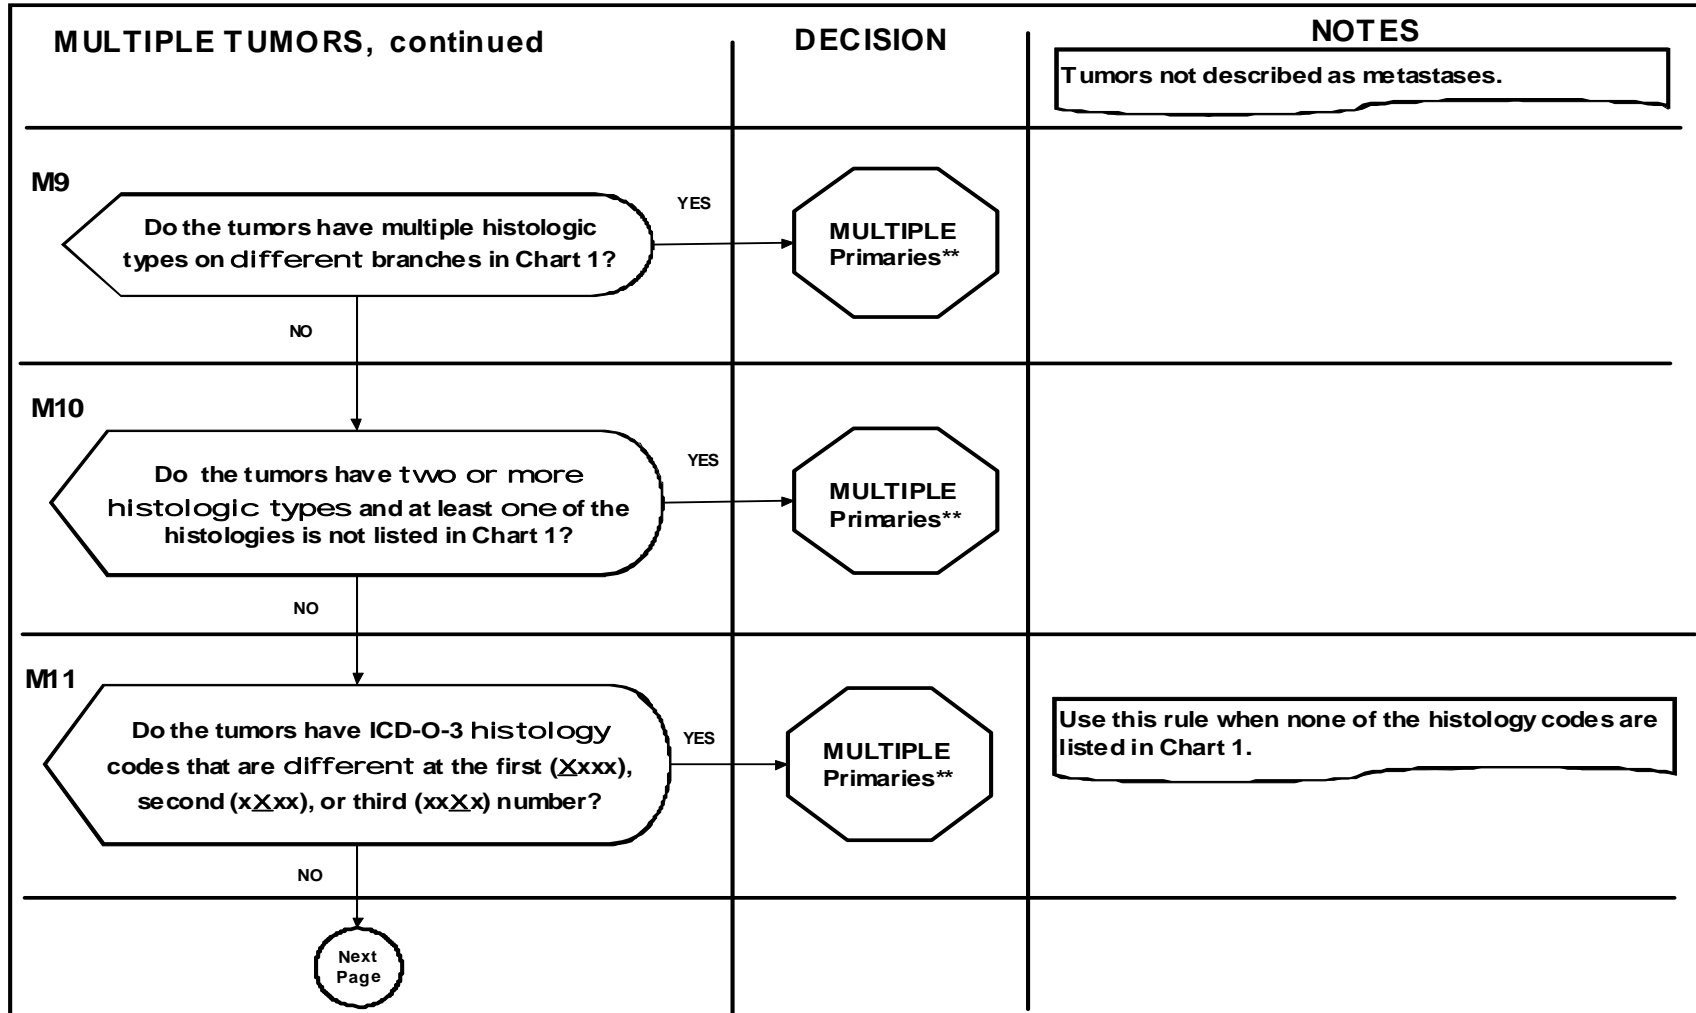 MULTIPLE TUMORS, continued
DECISION
NOTES
Tumors not described as metastases.
M9
Do the tumors have multiple histologic
types on different branches in Chart 1?
YES
MULTIPLE
Primaries**
NO
M10
Do the tumors have two or more
histologic types and at least one of the
histologies is not listed in Chart 1?
YES
MULTIPLE
Primaries**
NO
M11
Do the tumors have ICD-O-3 histology
codes that are different at the first (Xxxx),
second (xXxx), or third (xxXx) number?
YES
MULTIPLE
Primaries**
Use this rule when none of the histology codes are
listed in Chart 1.
NO
Next
Page